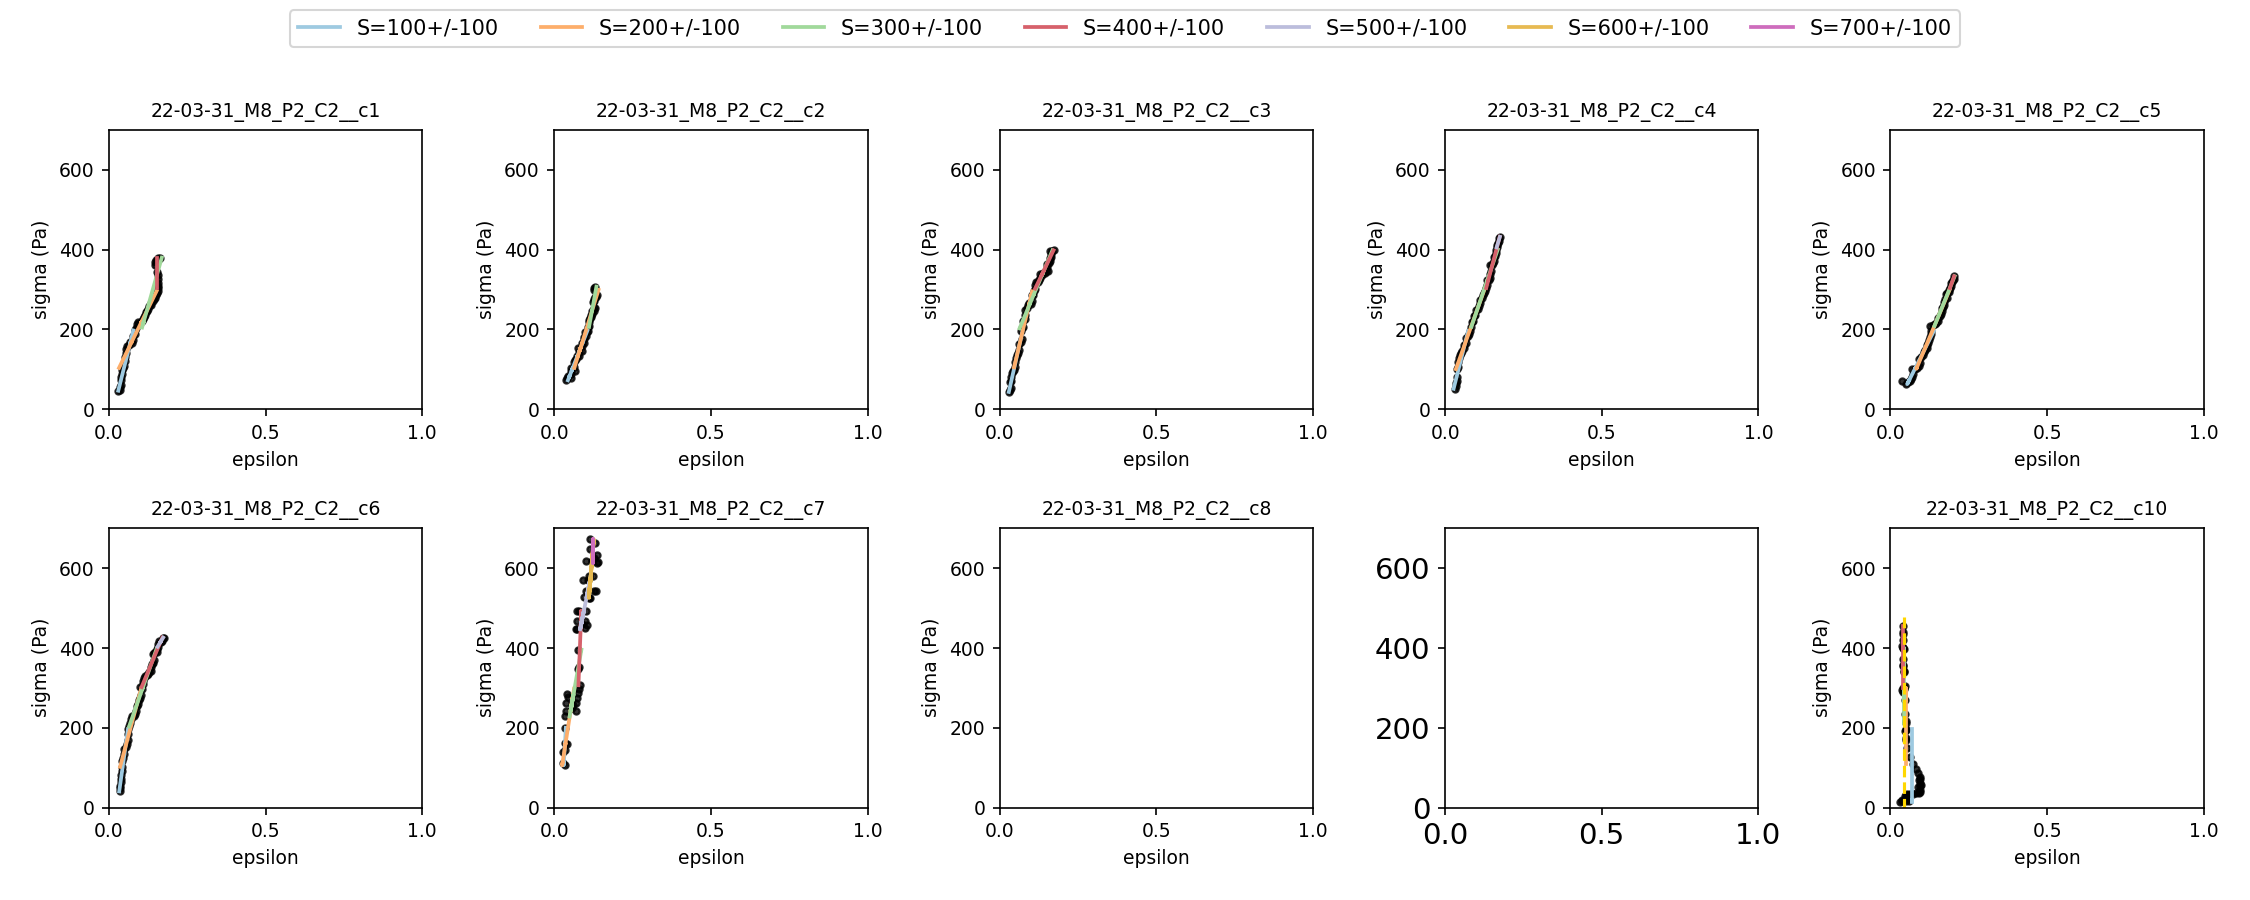 S=100+/-100 S=200+/-100 S=300+/-100 S=400+/-100 S=500+/-100 S=600+/-100 S=700+/-100
22-03-31_M8_P2_C2__c1
600
400
200
0
0.0 0.5 1.0
sigma (Pa)
epsilon
22-03-31_M8_P2_C2__c2
600
400
200
0
0.0 0.5 1.0
sigma (Pa)
epsilon
22-03-31_M8_P2_C2__c3
600
400
200
0
0.0 0.5 1.0
sigma (Pa)
epsilon
22-03-31_M8_P2_C2__c4
600
400
200
0
0.0 0.5 1.0
sigma (Pa)
epsilon
22-03-31_M8_P2_C2__c5
600
400
200
0
0.0 0.5 1.0
sigma (Pa)
epsilon
22-03-31_M8_P2_C2__c6
600
400
200
0
0.0 0.5 1.0
sigma (Pa)
epsilon
22-03-31_M8_P2_C2__c7
600
400
200
0
0.0 0.5 1.0
sigma (Pa)
epsilon
22-03-31_M8_P2_C2__c8
600
400
200
0
0.0 0.5 1.0
sigma (Pa)
epsilon
600
400
200
0
0.0 0.5 1.0
22-03-31_M8_P2_C2__c10
600
400
200
0
0.0 0.5 1.0
sigma (Pa)
epsilon